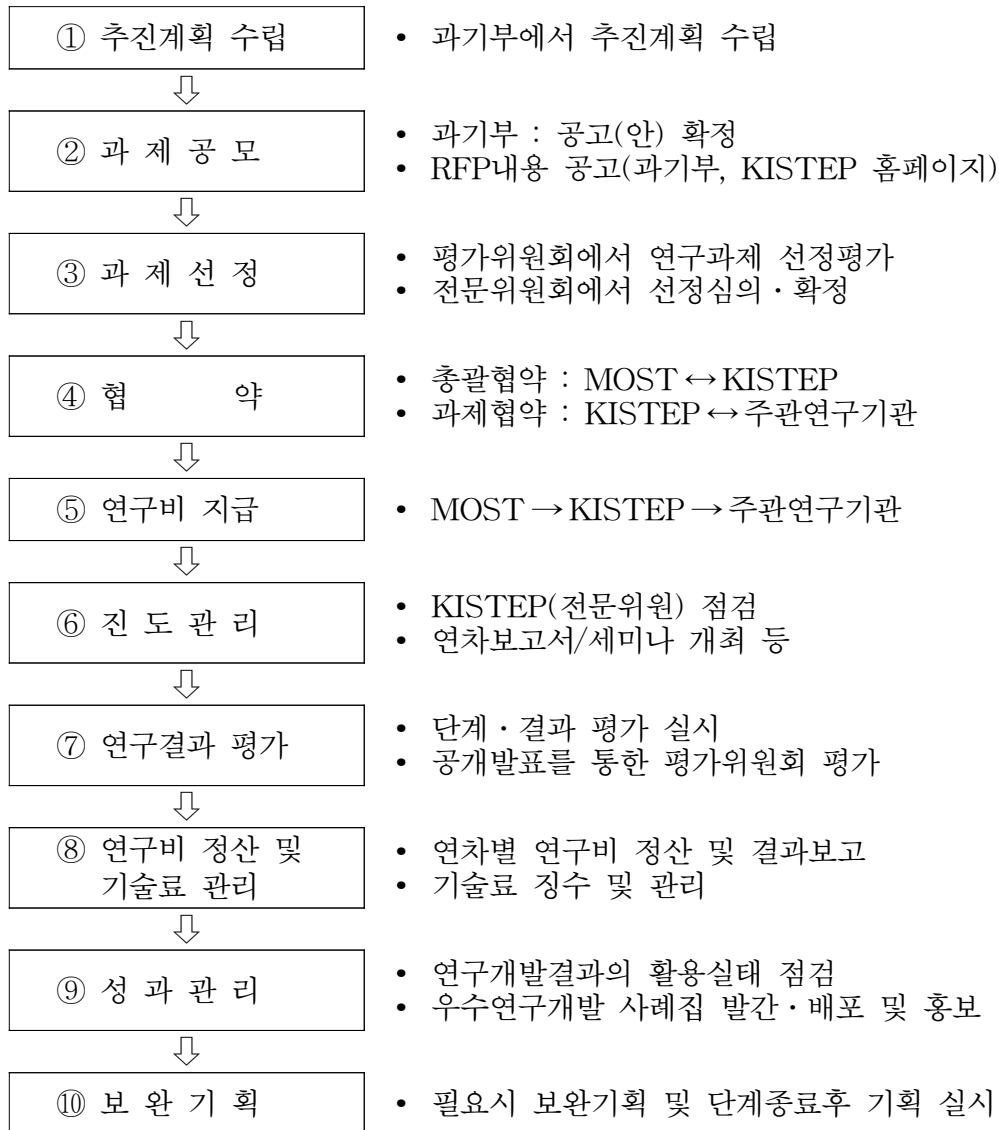 ① 추진계획 수립
• 과기부에서 추진계획 수립
⇩
② 과 제 공 모
• 과기부 : 공고(안) 확정
• RFP내용 공고(과기부, KISTEP 홈페이지)
⇩
③ 과 제 선 정
• 평가위원회에서 연구과제 선정평가
• 전문위원회에서 선정심의·확정
⇩
④ 협 약
• 총괄협약 : MOST↔KISTEP
• 과제협약 : KISTEP↔주관연구기관
⇩
⑤ 연구비 지급
• MOST→KISTEP→주관연구기관
⇩
⑥ 진 도 관 리
• KISTEP(전문위원) 점검
• 연차보고서/세미나 개최 등
⇩
⑦ 연구결과 평가
• 단계·결과 평가 실시
• 공개발표를 통한 평가위원회 평가
⇩
⑧ 연구비 정산 및
기술료 관리
• 연차별 연구비 정산 및 결과보고
• 기술료 징수 및 관리
⇩
⑨ 성 과 관 리
• 연구개발결과의 활용실태 점검
• 우수연구개발 사례집 발간·배포 및 홍보
⇩
⑩ 보 완 기 획
• 필요시 보완기획 및 단계종료후 기획 실시